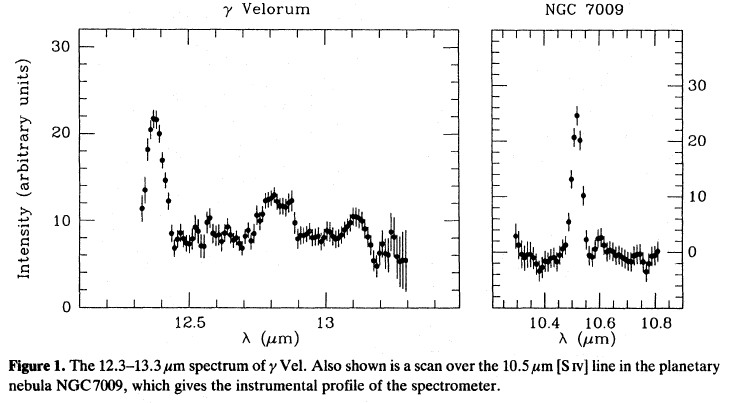 γ Velorum
NGC 7009
30
20
10
0
Intensity (arbitrary units)
12.5
13
λ (μm)
30
20
10
0
10.4
10.6
10.8
λ (μm)
Figure 1. The 12.3–13.3 μm spectrum of γ Vel. Also shown is a scan over the 10.5 μm [S IV] line in the planetary
nebula NGC 7009, which gives the instrumental profile of the spectrometer.